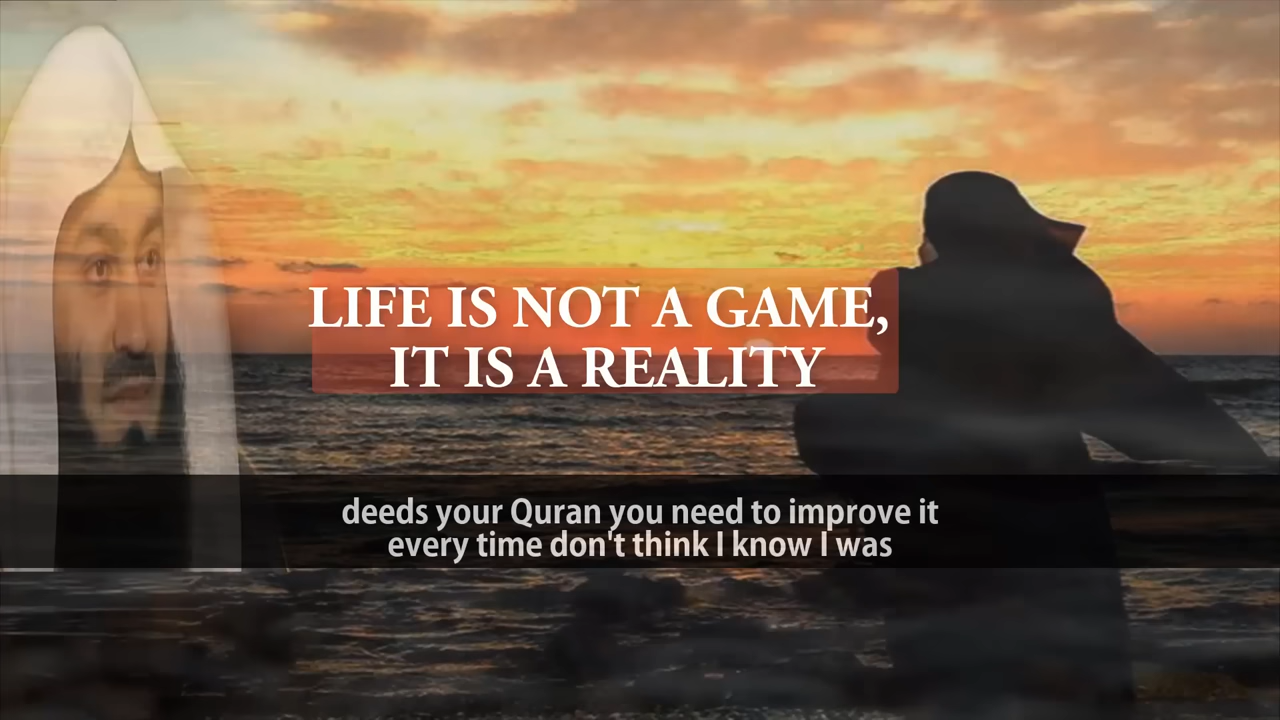 LIFE IS NOT A GAME,
IT IS A REALITY
deeds your Quran you need to improve it
every time don't think I know I was